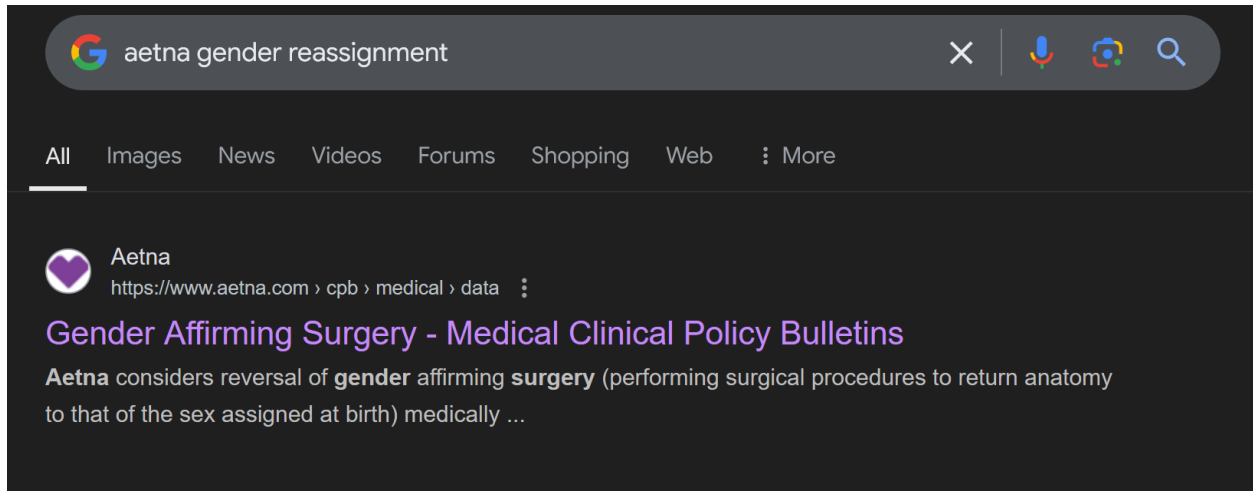 aetna gender reassignment
All Images News Videos Forums Shopping Web More
Aetna
https://www.aetna.com › cpb › medical › data
Gender Affirming Surgery - Medical Clinical Policy Bulletins
Aetna considers reversal of gender affirming surgery (performing surgical procedures to return anatomy
to that of the sex assigned at birth) medically ...